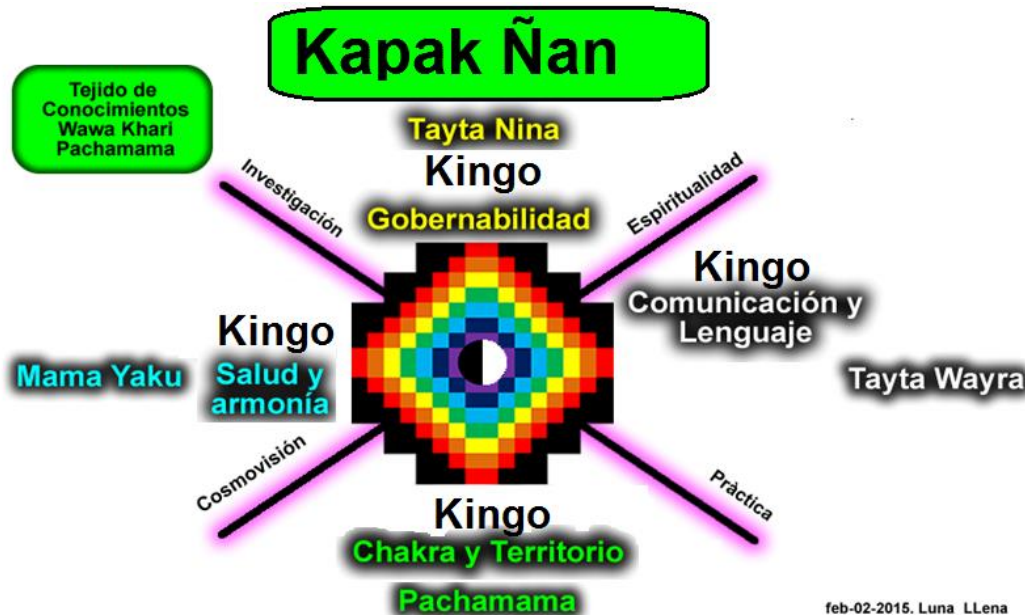 Kapak Ñan
Tejido de
Conocimientos
Wawa Khari
Pachamama
Tayta Nina
Kingo
Gobernabilidad
Investigación
Espiritualidad
Kingo
Comunicación y
Lenguaje
Tayta Wayra
Kingo
Salud y
armonía
Mama Yaku
Cosmovisión
Pràctica
Kingo
Chakra y Territorio
Pachamama
feb-02-2015. Luna LLena